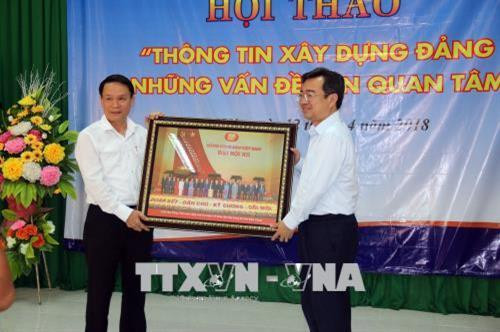 HỘI THẢO
"THÔNG TIN XÂY DỰNG ĐẢNG
NHỮNG VẤN ĐỀ QUAN TÂM
4 năm 2018
ĐẠI HỘI XII
ĐOÀN KẾT - DÂN CHỦ - KỶ CƯƠNG - ĐỔI MỚI
TTXVN - VNA